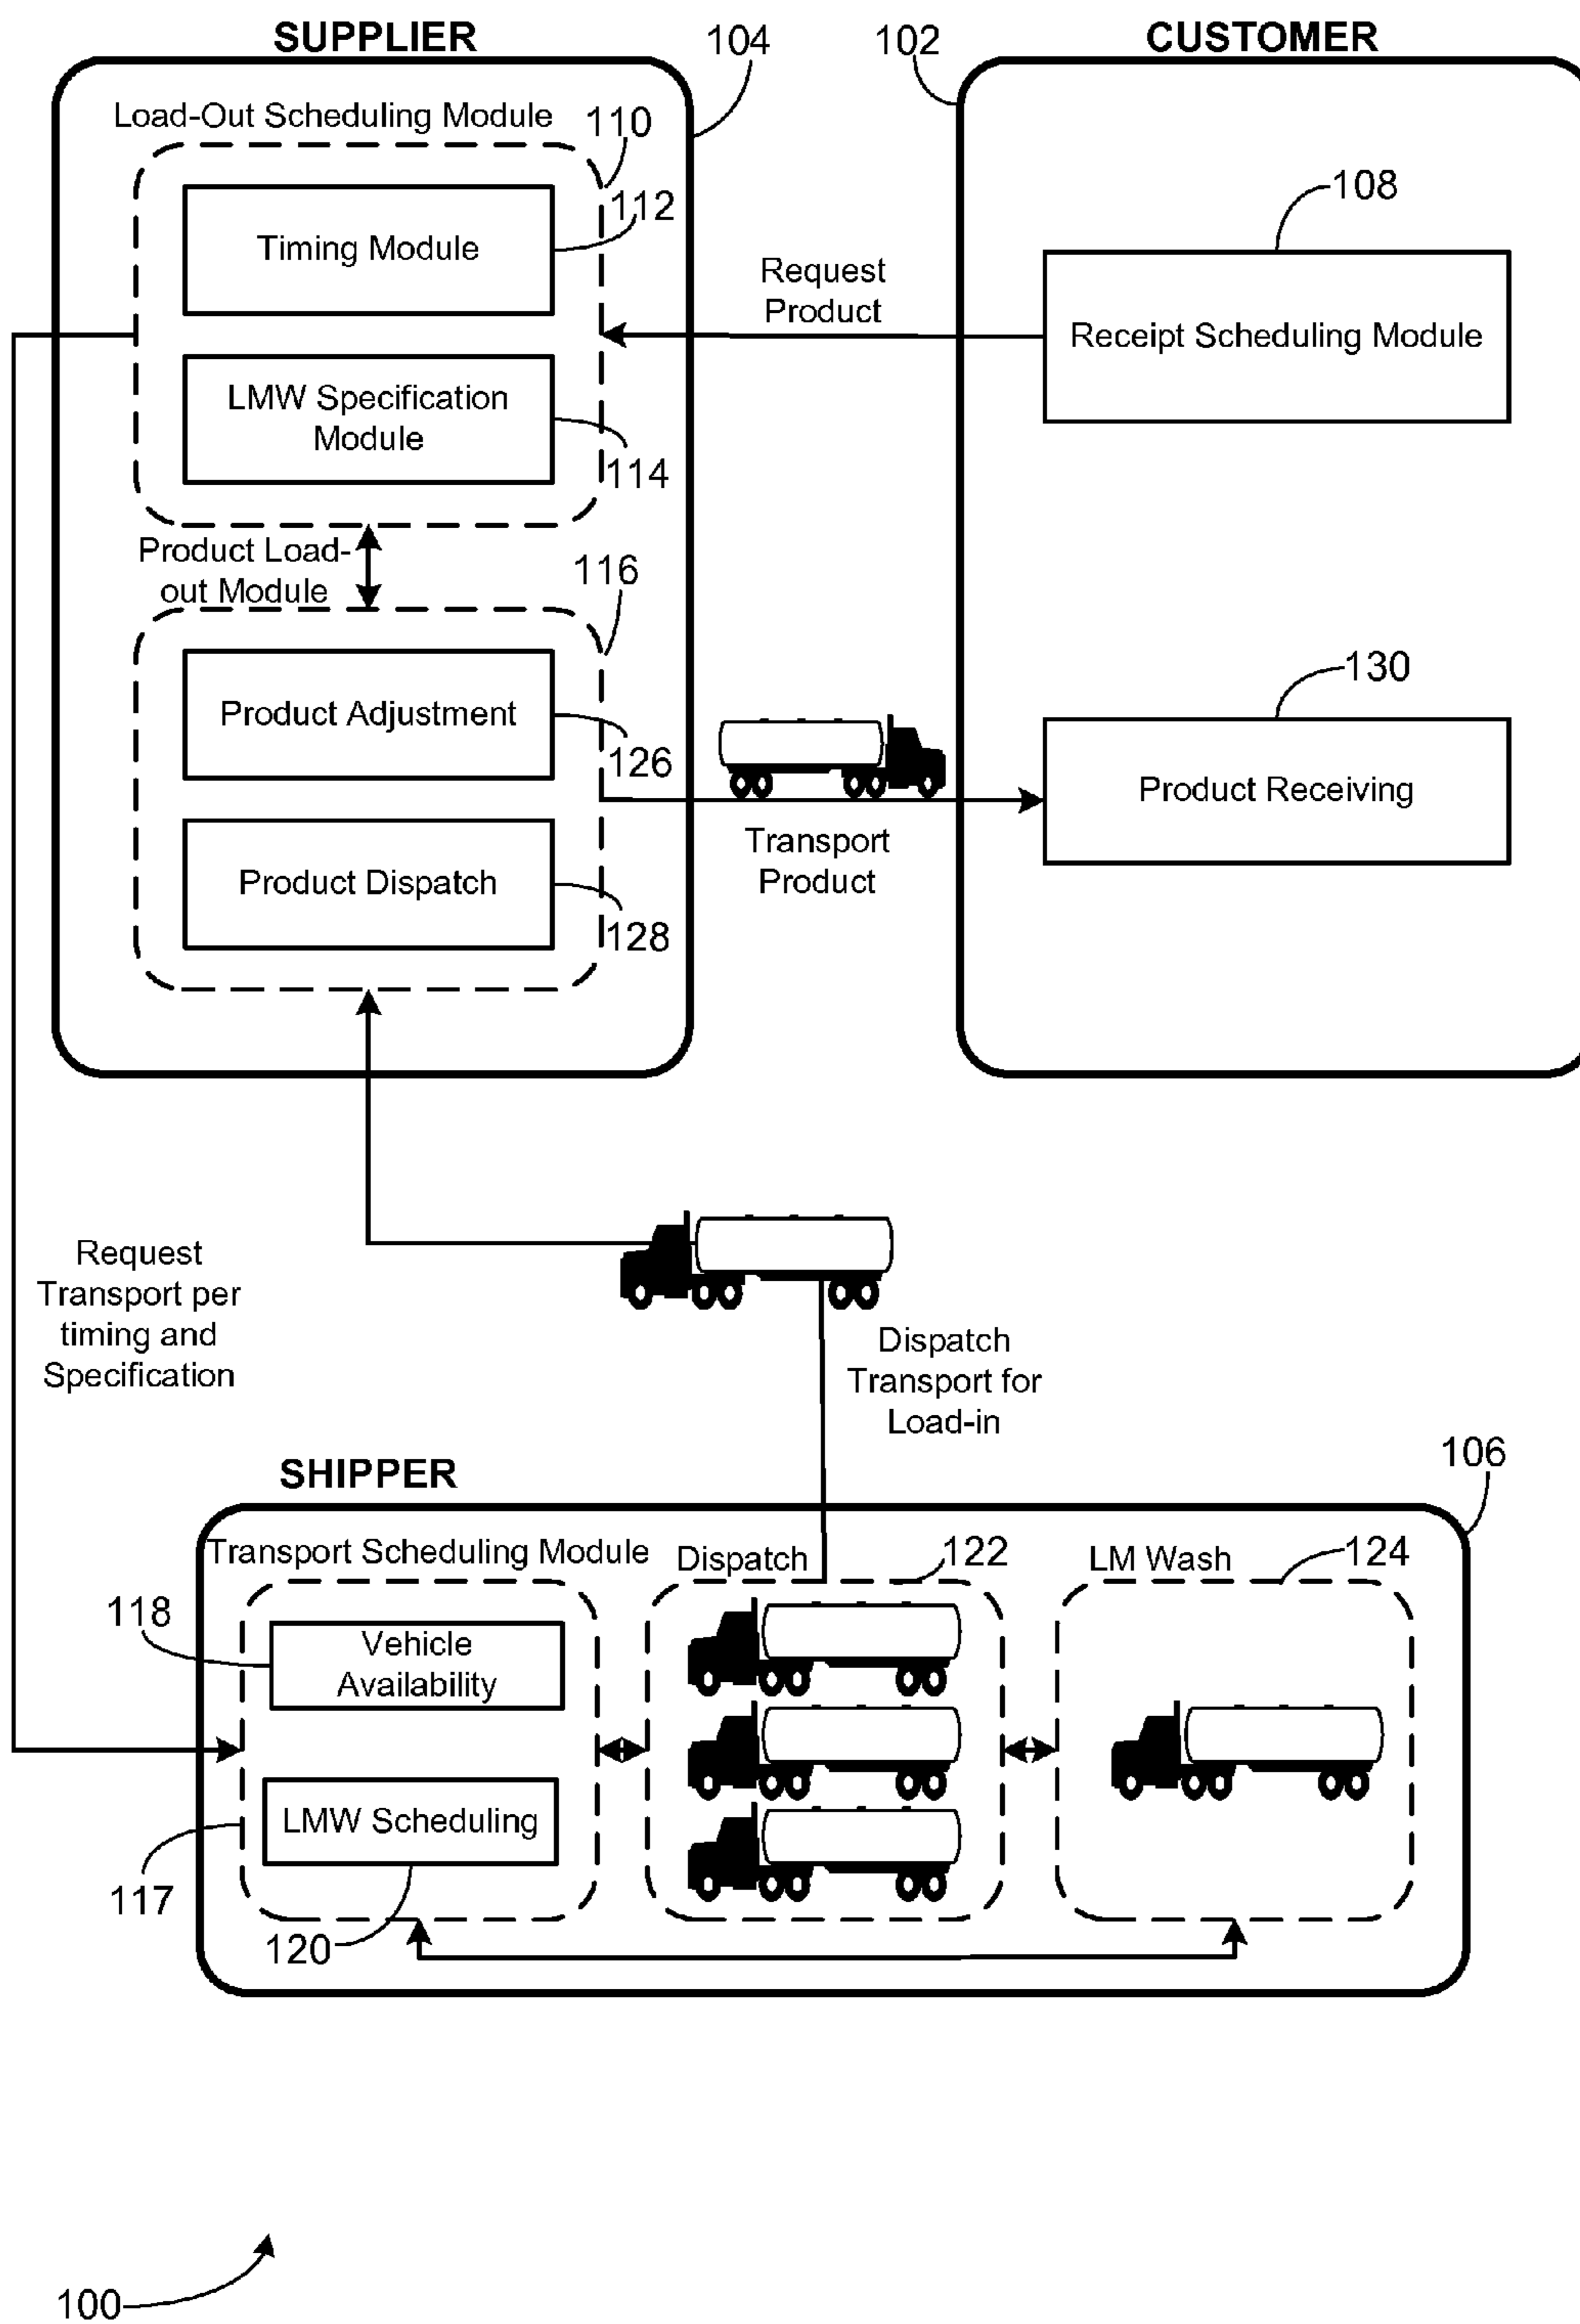 SUPPLIER
104
102
CUSTOMER
Load-Out Scheduling Module
110
112
Timing Module
LMW Specification
Module
114
Request
Product
108
Receipt Scheduling Module
Product Load-
out Module
116
Product Adjustment
126
Product Dispatch
128
Transport
Product
130
Product Receiving
Request
Transport per
timing and
Specification
Dispatch
Transport for
Load-in
SHIPPER
106
Transport Scheduling Module
Dispatch
122
LM Wash
124
118
Vehicle
Availability
LMW Scheduling
117
120
100